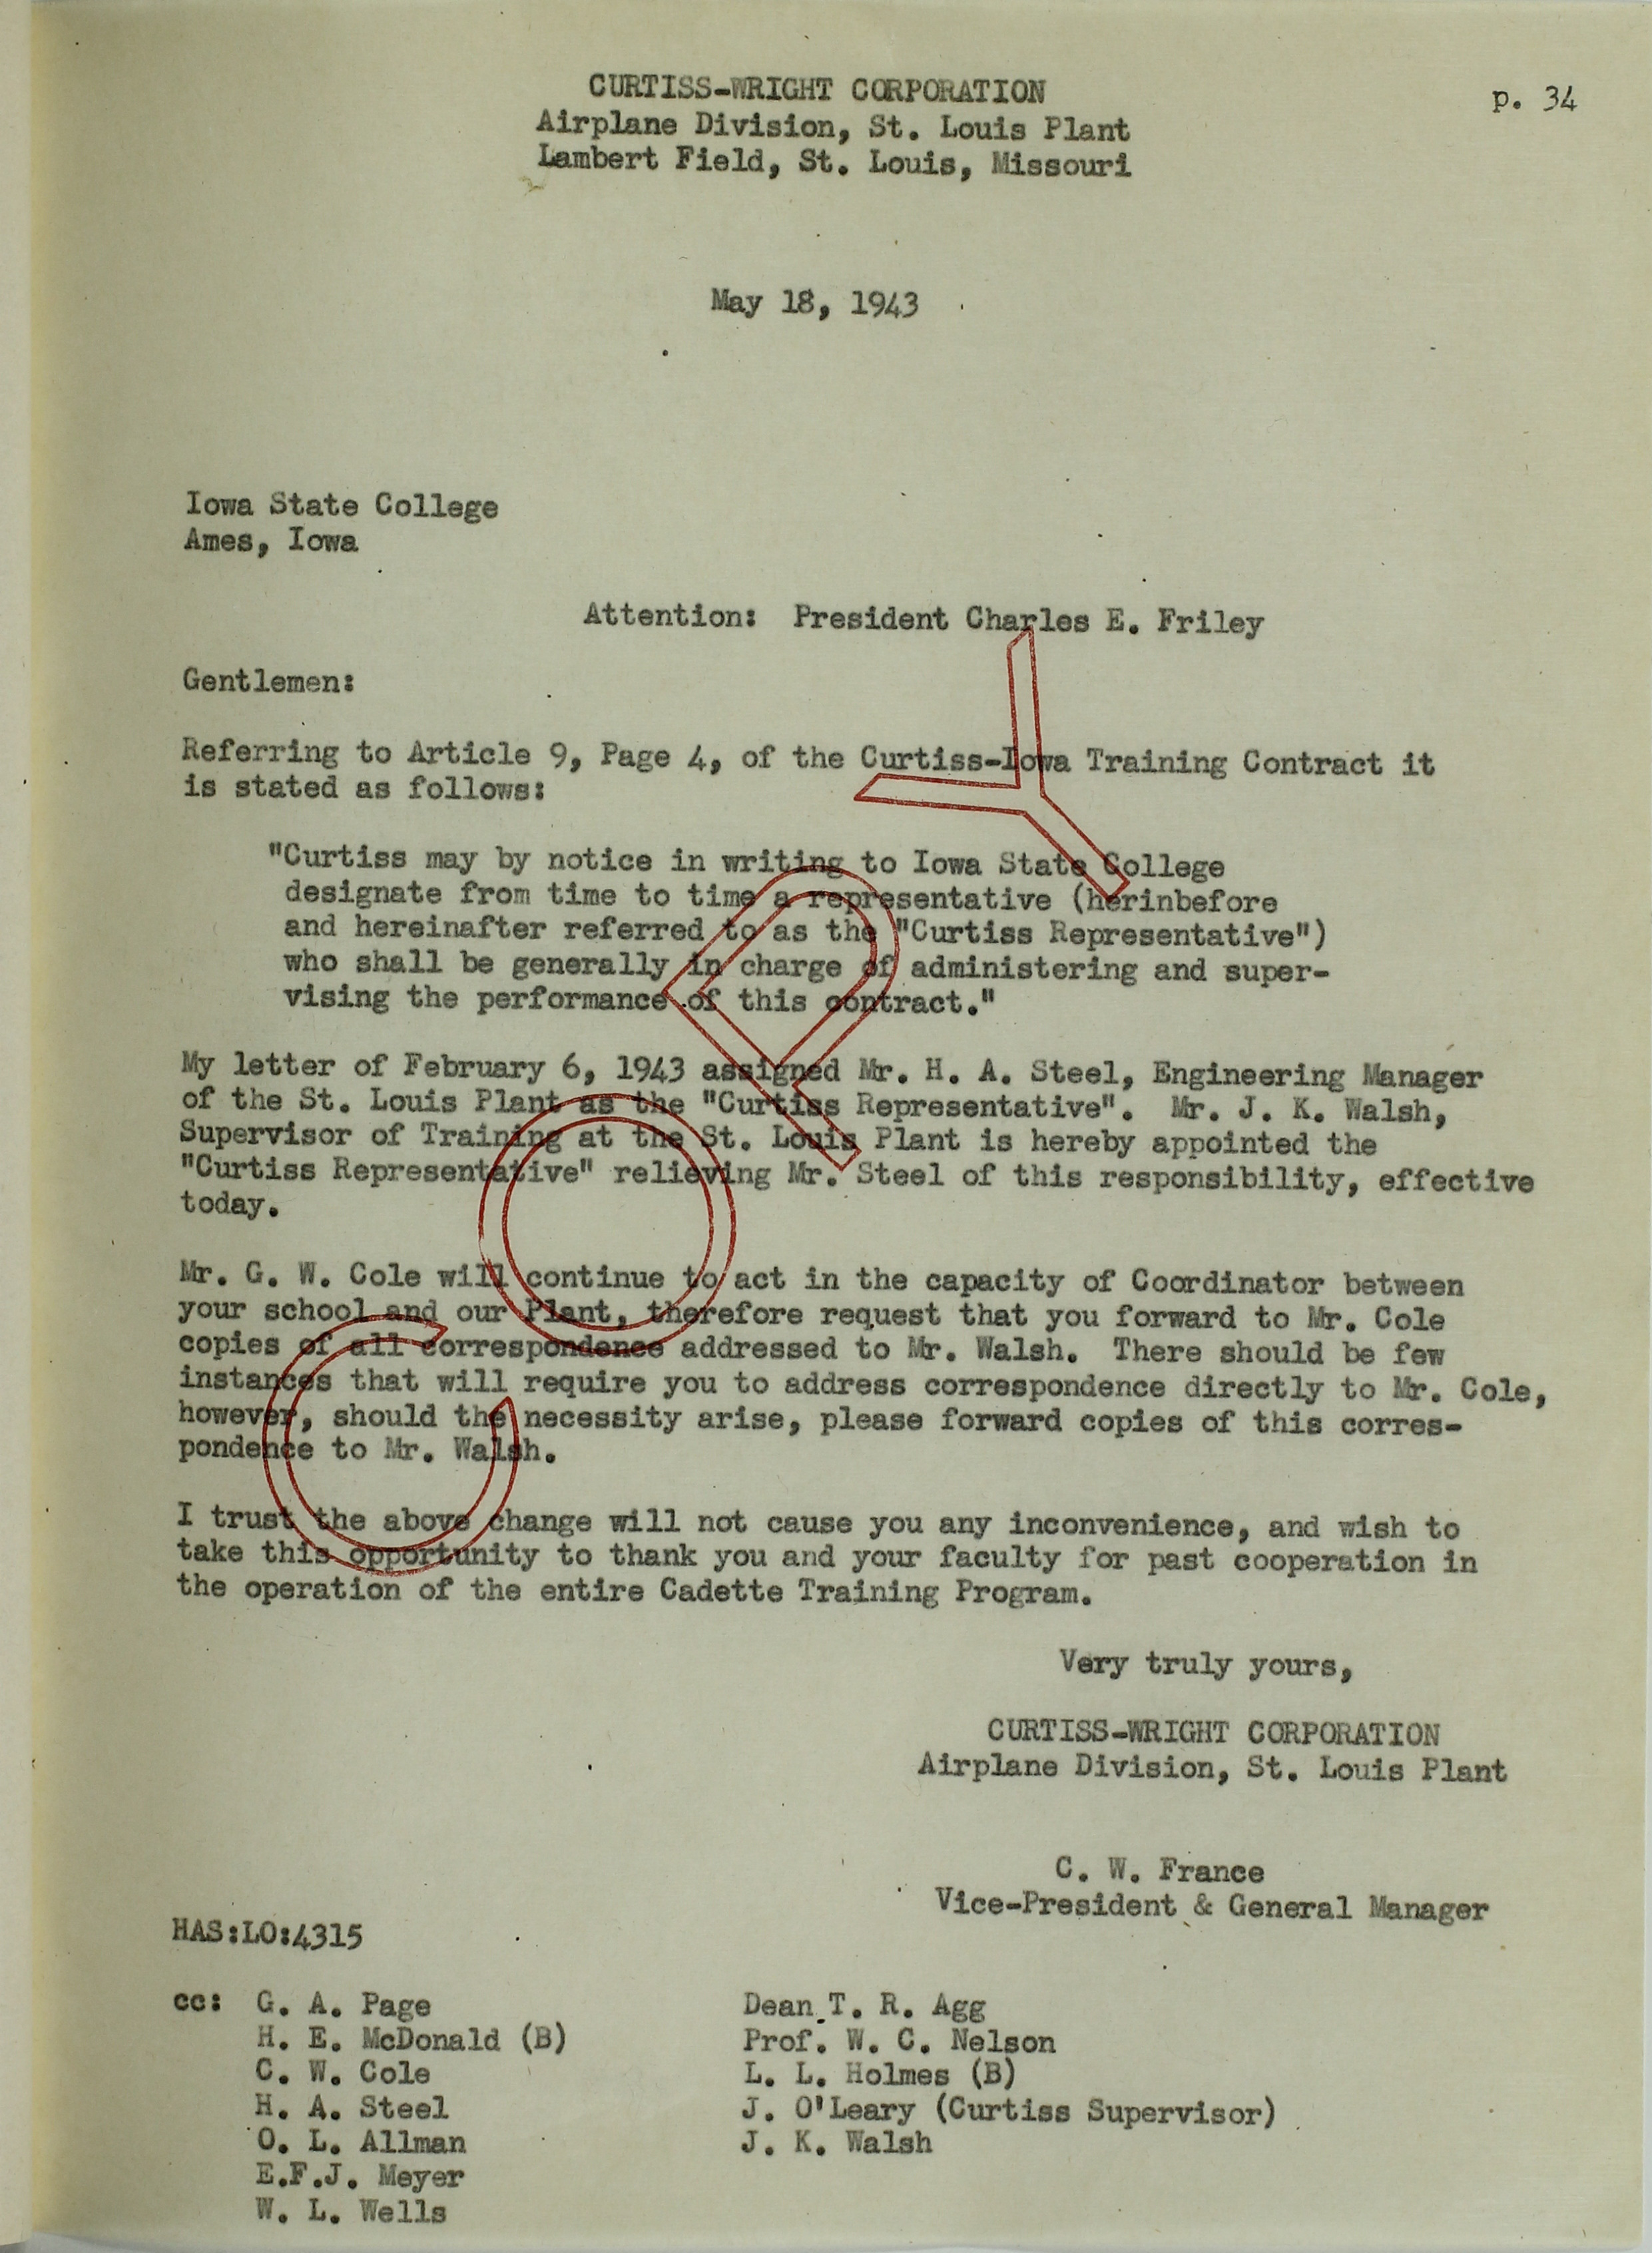 CURTISS-WRIGHT CORPORATION
p. 34
Airplane Division, St. Louis Plant
Lambert Field, St. Louis, Missouri
May 18, 1943
Iowa State College
Ames, Iowa
Attention: President Charles E. Friley
Gentlemen:
Referring to Article 9, Page 4, of the Curtiss-Iowa Training Contract it
is stated as follows:
"Curtiss may by notice in writing to Iowa State College
designate from time to time a representative (herinbefore
and hereinafter referred to as the "Curtiss Representative")
who shall be generally in charge of administering and super-
vising the performance of this contract."
My letter of February 6, 1943 assigned Mr. H. A. Steel, Engineering Manager
of the St. Louis Plant as the "Curtiss Representative". Mr. J. K. Walsh,
Supervisor of Training at the St. Louis Plant is hereby appointed the
"Curtiss Representative" relieving Mr. Steel of this responsibility, effective
today.
Mr. G. W. Cole will continue to act in the capacity of Coordinator between
your school and our Plant, therefore request that you forward to Mr. Cole
copies of all correspondence addressed to Mr. Walsh. There should be few
instances that will require you to address correspondence directly to Mr. Cole,
however, should the necessity arise, please forward copies of this corres-
pondence to Mr. Walsh.
I trust the above change will not cause you any inconvenience, and wish to
take this opportunity to thank you and your faculty for past cooperation in
the operation of the entire Cadette Training Program.
Very truly yours,
CURTISS-WRIGHT CORPORATION
Airplane Division, St. Louis Plant
C. W. France
Vice-President & General Manager
HAS:LO:4315
cc: G. A. Page
H. E. McDonald (B)
C. W. Cole
H. A. Steel
O. L. Allman
E.F.J. Meyer
W. L. Wells
Dean T. R. Agg
Prof. W. C. Nelson
L. L. Holmes (B)
J. O'Leary (Curtiss Supervisor)
J. K. Walsh
COPY